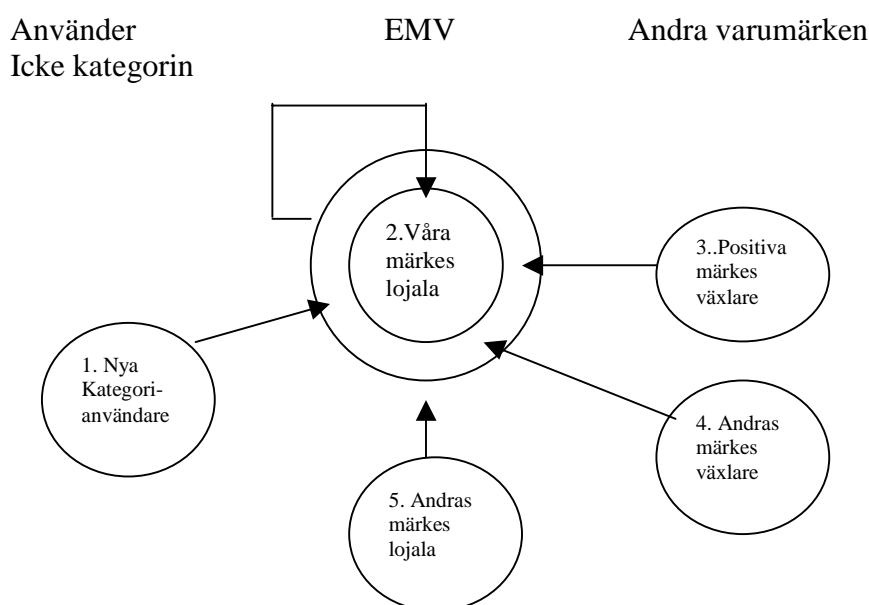 Använder
Icke kategorin
EMV
Andra varumärken
2.Våra
märkes
lojala
3..Positiva
märkes
växlare
1. Nya
Kategori-
användare
4. Andras
märkes
växlare
5. Andras
märkes
lojala